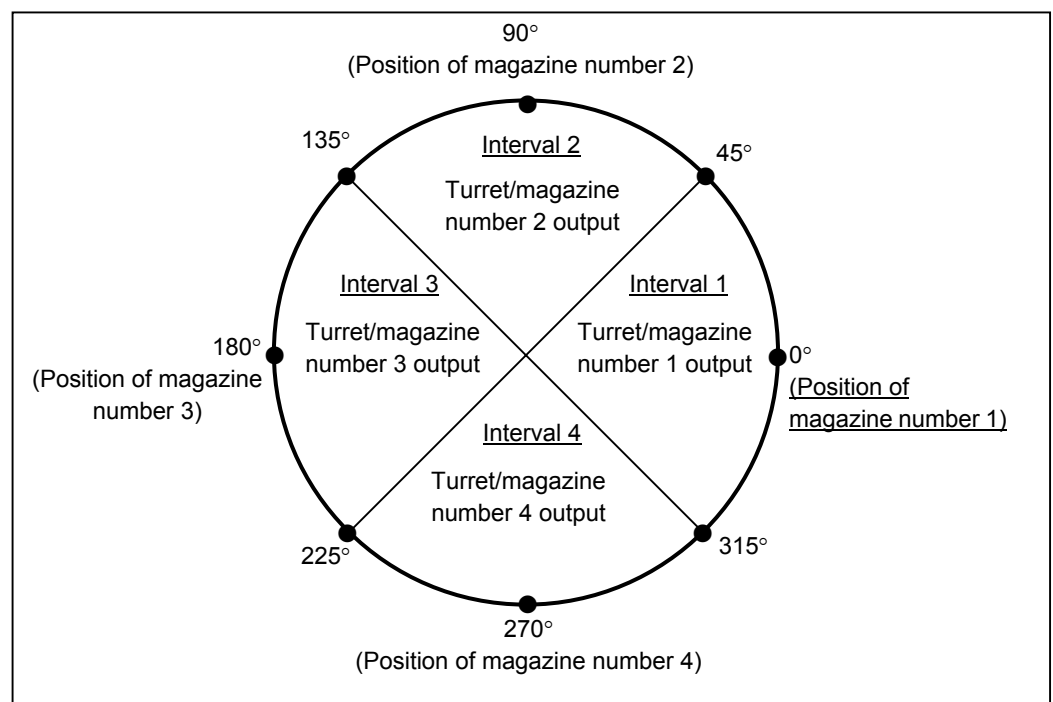 90°
(Position of magazine number 2)
135°
Interval 2
45°
Turret/magazine
number 2 output
Interval 3
Interval 1
Turret/magazine
number 3 output
Turret/magazine
number 1 output
180°
(Position of magazine
number 3)
0°
(Position of
magazine number 1)
Interval 4
Turret/magazine
number 4 output
225°
315°
270°
(Position of magazine number 4)